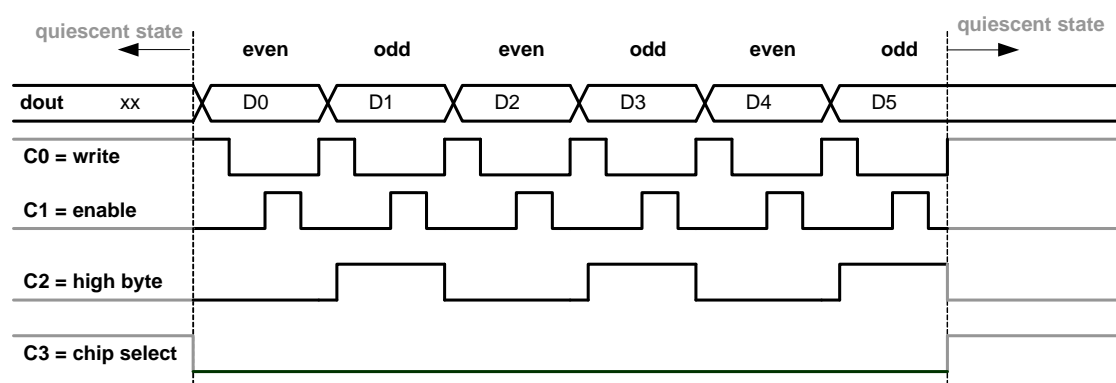 quiescent state
quiescent state
even odd even odd even odd
dout xx D0 D1 D2 D3 D4 D5
C0 = write
C1 = enable
C2 = high byte
C3 = chip select